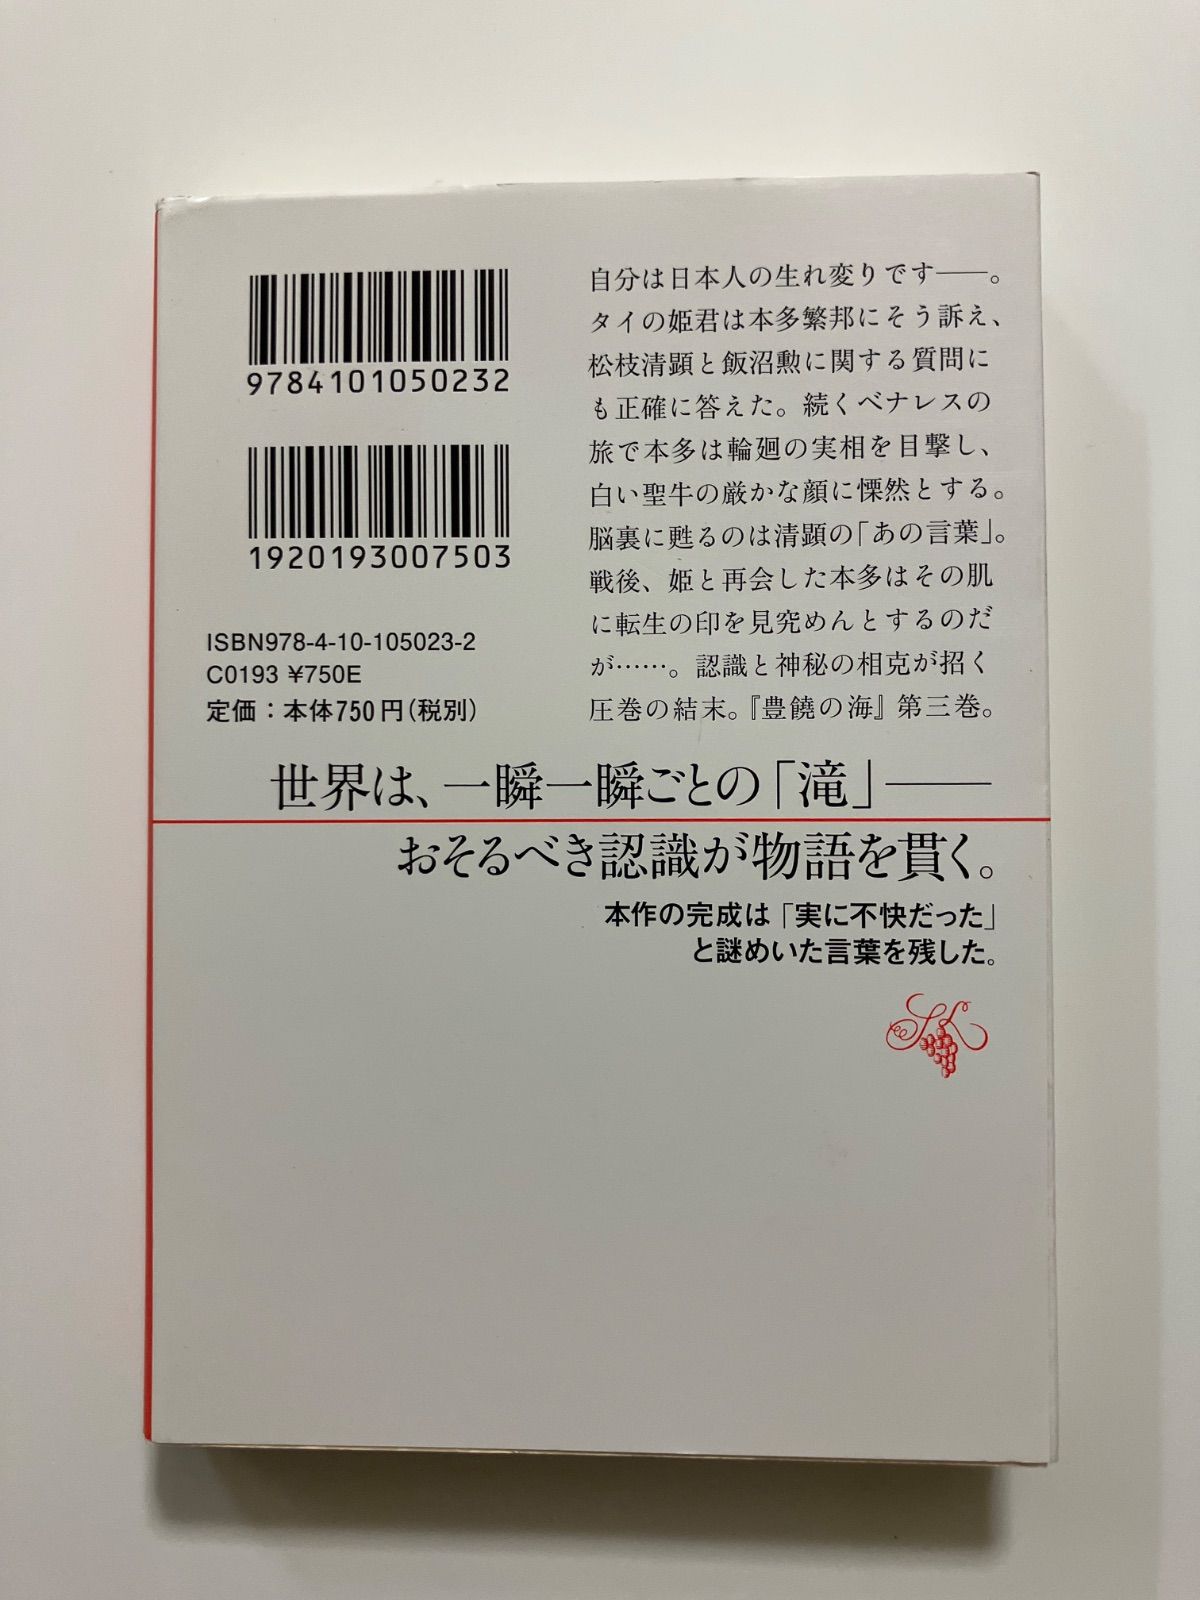 9784101050232
1920193007503
ISBN978-4-10-105023-2
C0193 ¥750E
定価：本体750円(税別)
自分は日本人の生れ変りです――。
タイの姫君は本多繁邦にそう訴え、
松枝清顕と飯沼勲に関する質問に
も正確に答えた。続くベナレスの
旅で本多は輪廻の実相を目撃し、
白い聖牛の厳かな顔に慄然とする。
脳裏に甦るのは清顕の「あの言葉」。
戦後、姫と再会した本多はその肌
に転生の印を見究めんとするのだ
が……。認識と神秘の相克が招く
圧巻の結末。『豊饒の海』第三巻。
世界は、一瞬一瞬ごとの「滝」――
おそるべき認識が物語を貫く。
本作の完成は「実に不快だった」
と謎めいた言葉を残した。